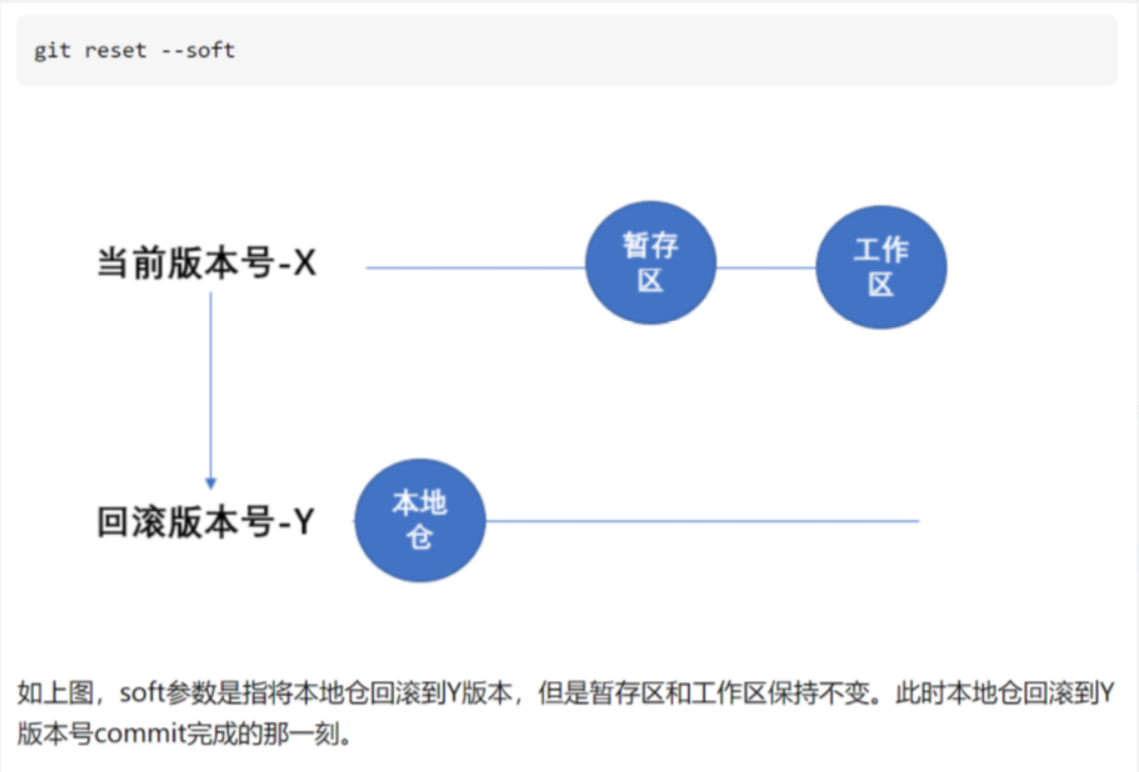 git reset --soft
当前版本号-X
暂存
区
工作
区
回滚版本号-Y
本地
仓
如上图，soft参数是指将本地仓回滚到Y版本，但是暂存区和工作区保持不变。此时本地仓回滚到Y
版本号commit完成的那一刻。